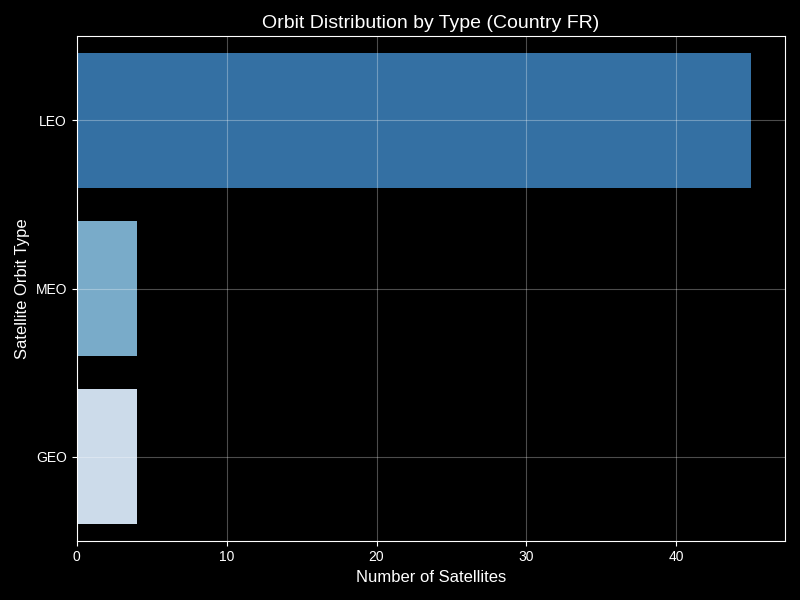 Orbit Distribution by Type (Country FR)
Satellite Orbit Type
LEO
MEO
GEO
0 10 20 30 40
Number of Satellites